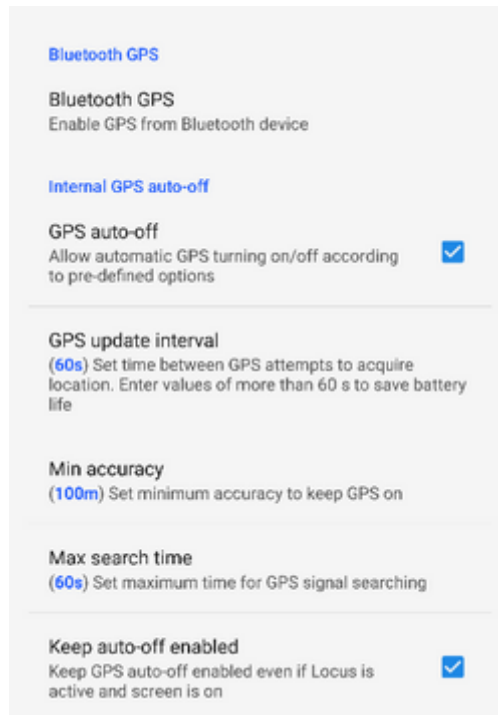 Bluetooth GPS
Bluetooth GPS
Enable GPS from Bluetooth device
Internal GPS auto-off
GPS auto-off
Allow automatic GPS turning on/off according
to pre-defined options
GPS update interval
(60s) Set time between GPS attempts to acquire
location. Enter values of more than 60 s to save battery
life
Min accuracy
(100m) Set minimum accuracy to keep GPS on
Max search time
(60s) Set maximum time for GPS signal searching
Keep auto-off enabled
Keep GPS auto-off enabled even if Locus is
active and screen is on